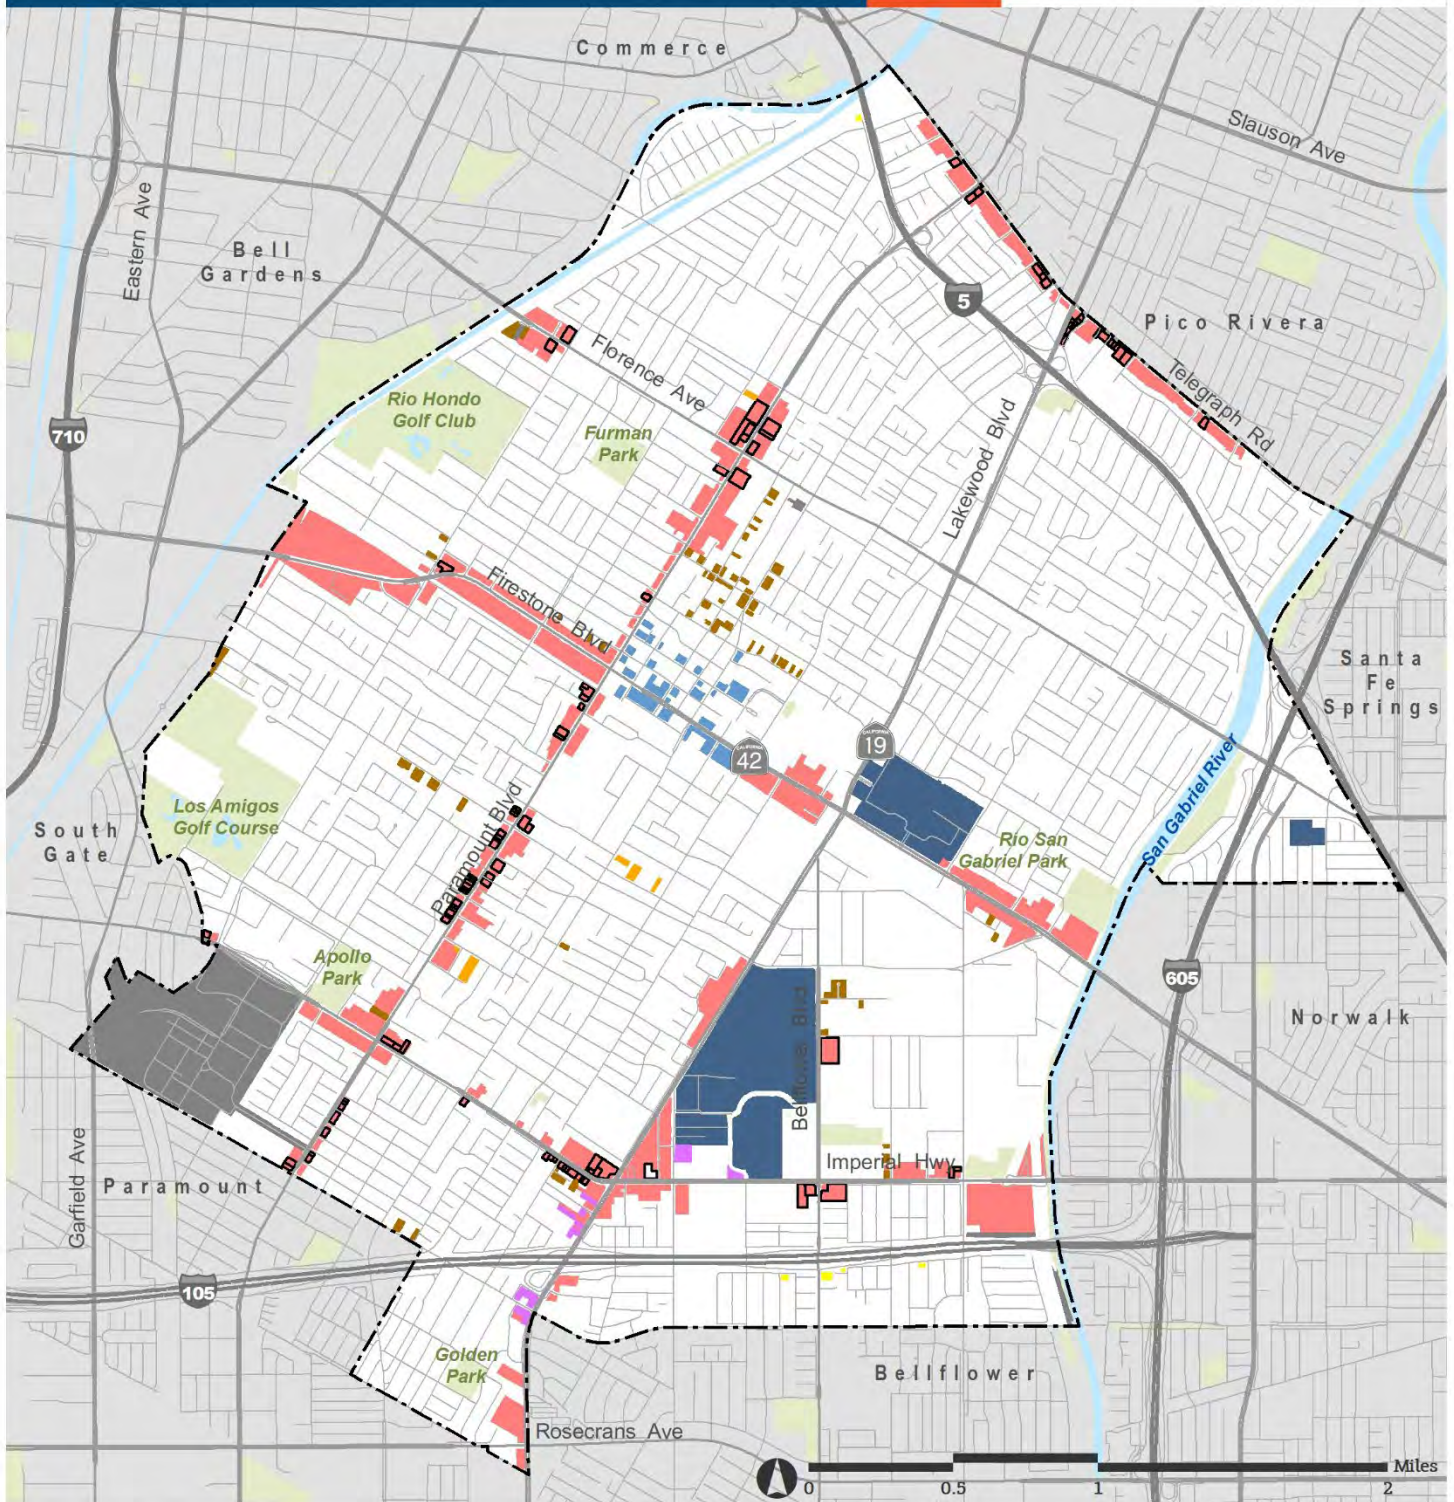 Commerce
Slauson Ave
Eastern Ave
Bell
Gardens
5
Pico Rivera
Florence Ave
Telegraph Rd
Rio Hondo
Golf Club
Furman
Park
Lakewood Blvd
710
Firestone Blvd
Santa
Fe
Springs
CALIFORNIA
19
CALIFORNIA
42
San Gabriel River
Los Amigos
Golf Course
South
Gate
Paramount Blvd
Rio San
Gabriel Park
Apollo
Park
605
Bellflower Blvd
Norwalk
Imperial Hwy
Garfield Ave
Paramount
105
Golden
Park
Bellflower
Rosecrans Ave
Miles
0 0.5 1 2